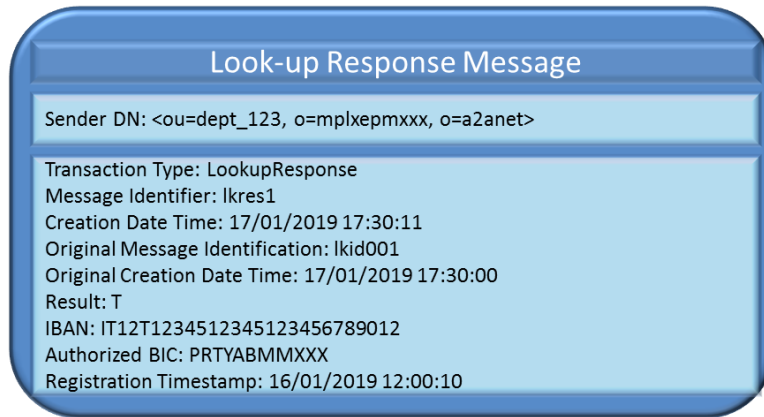 Look-up Response Message
Sender DN: <ou=dept_123, o=mplxepmxxx, o=a2anet>
Transaction Type: LookupResponse
Message Identifier: lkres1
Creation Date Time: 17/01/2019 17:30:11
Original Message Identification: lkid001
Original Creation Date Time: 17/01/2019 17:30:00
Result: T
IBAN: IT12T1234512345123456789012
Authorized BIC: PRTYABMMXXX
Registration Timestamp: 16/01/2019 12:00:10